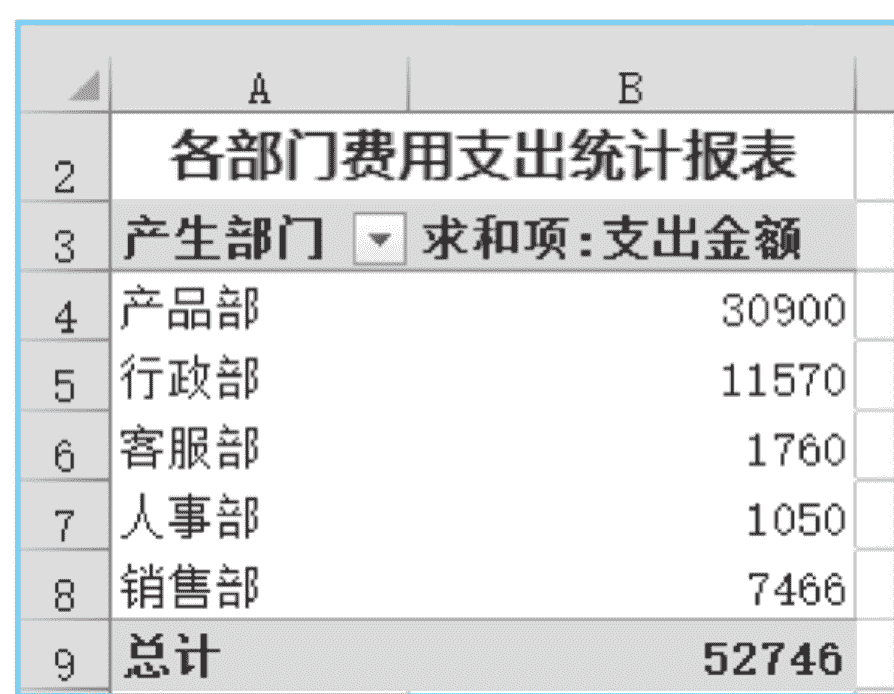 A B
2 各部门费用支出统计报表
3 产生部门 求和项:支出金额
4 产品部 30900
5 行政部 11570
6 客服部 1760
7 人事部 1050
8 销售部 7466
9 总计 52746